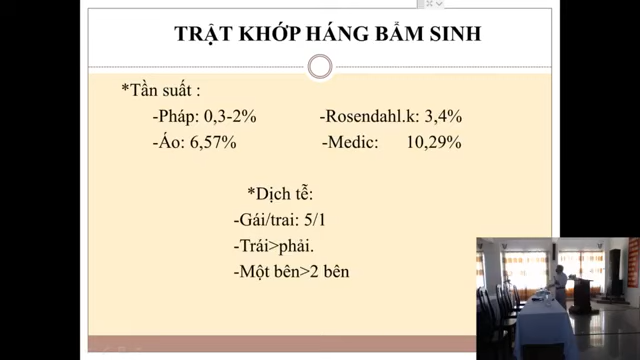 TRẬT KHỚP HÁNG BẨM SINH
*Tần suất :
-Pháp: 0,3-2% -Rosendahl.k: 3,4%
-Áo: 6,57% -Medic: 10,29%
*Dịch tễ:
-Gái/trai: 5/1
-Trái>phải.
-Một bên>2 bên